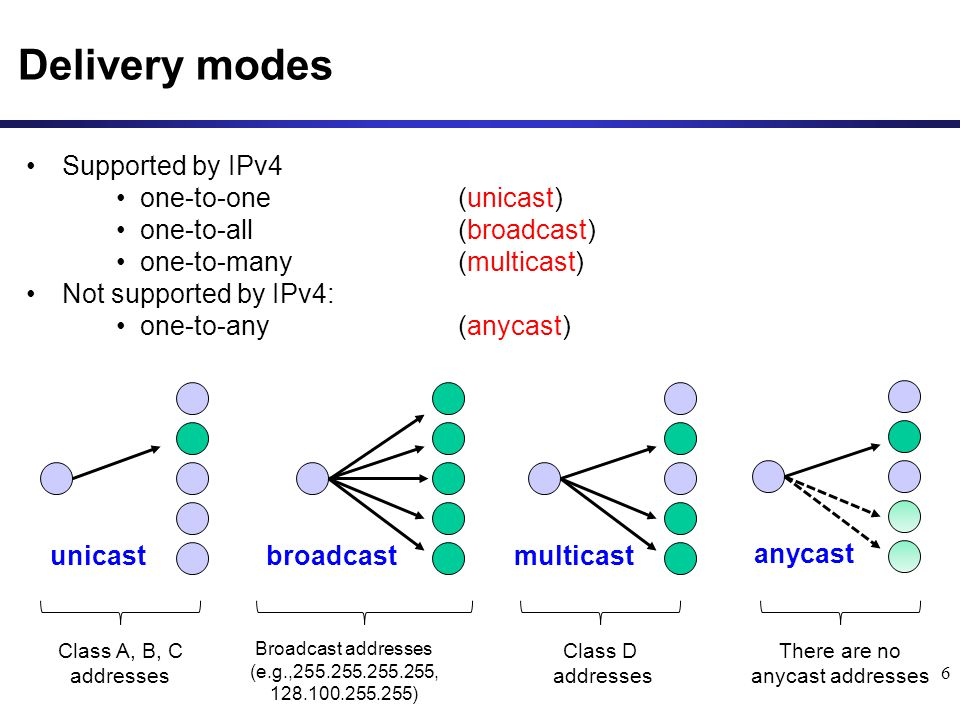 Delivery modes
• Supported by IPv4
• one-to-one (unicast)
• one-to-all (broadcast)
• one-to-many (multicast)
• Not supported by IPv4:
• one-to-any (anycast)
unicast broadcast multicast anycast
Class A, B, C
addresses
Broadcast addresses
(e.g.,255.255.255.255,
128.100.255.255)
Class D
addresses
There are no
anycast addresses
6